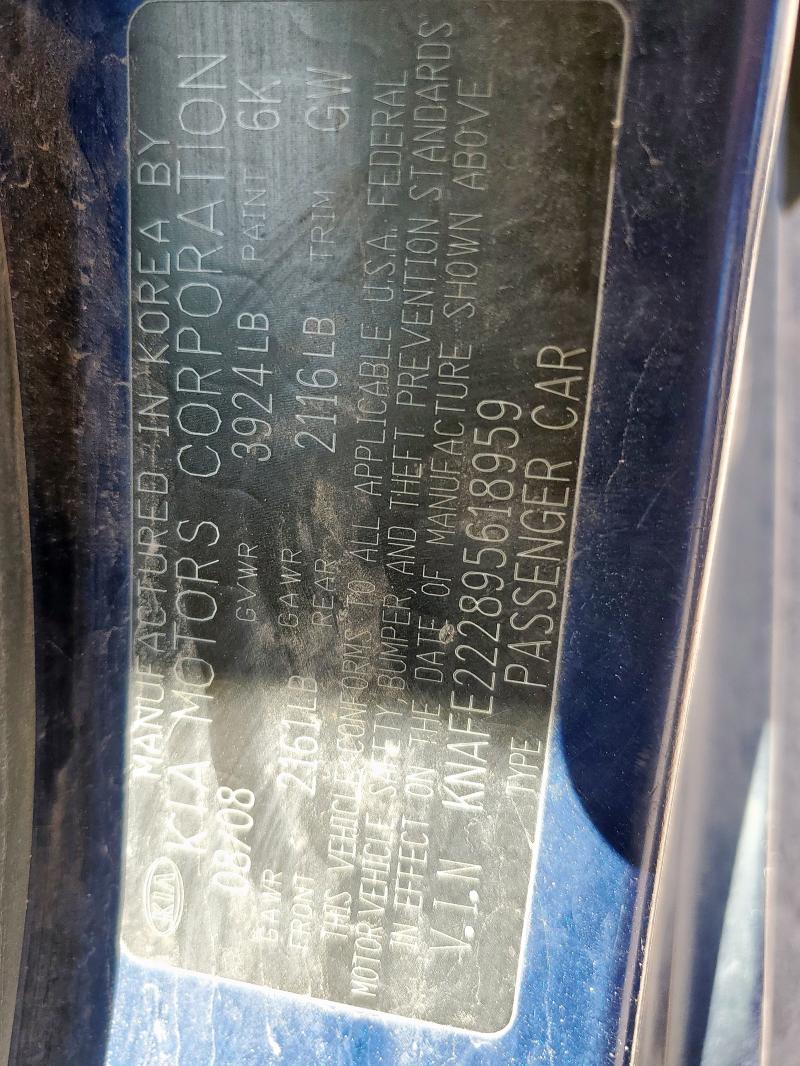 KIA MANUFACTURED IN KOREA BY
KIA MOTORS CORPORATION
08/08 GVWR 3924LB PAINT 6K
GAWR FRONT 2161LB GAWR REAR 2116LB TRIM GW
THIS VEHICLE CONFORMS TO ALL APPLICABLE U.S.A. FEDERAL
MOTOR VEHICLE SAFETY, BUMPER, AND THEFT PREVENTION STANDARDS
IN EFFECT ON THE DATE OF MANUFACTURE SHOWN ABOVE
V.I.N KNAFE222895618959
TYPE PASSENGER CAR